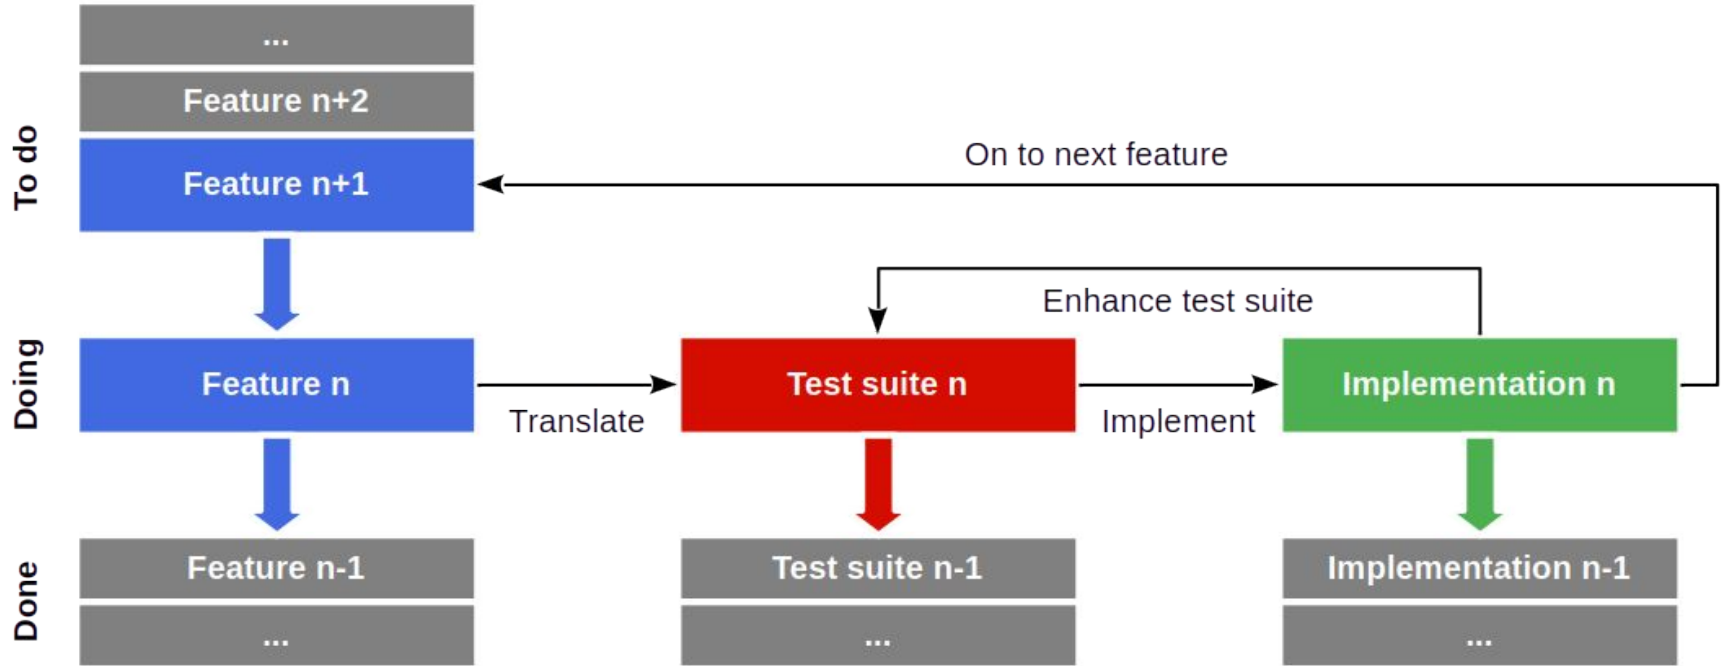 ...
Feature n+2
To do
Feature n+1
On to next feature
Enhance test suite
Doing
Feature n
Translate
Test suite n
Implement
Implementation n
Done
Feature n-1
Test suite n-1
Implementation n-1
...
...
...